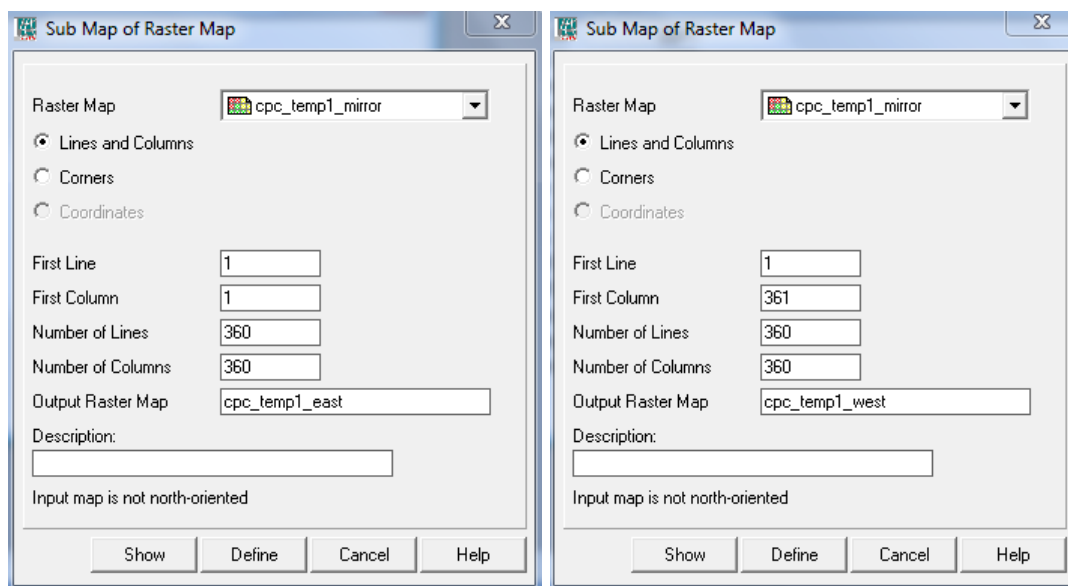 Sub Map of Raster Map
Raster Map cpc_temp1_mirror
Lines and Columns
Corners
Coordinates
First Line 1
First Column 1
Number of Lines 360
Number of Columns 360
Output Raster Map cpc_temp1_east
Description:
Input map is not north-oriented
Show Define Cancel Help
Sub Map of Raster Map
Raster Map cpc_temp1_mirror
Lines and Columns
Corners
Coordinates
First Line 1
First Column 361
Number of Lines 360
Number of Columns 360
Output Raster Map cpc_temp1_west
Description:
Input map is not north-oriented
Show Define Cancel Help